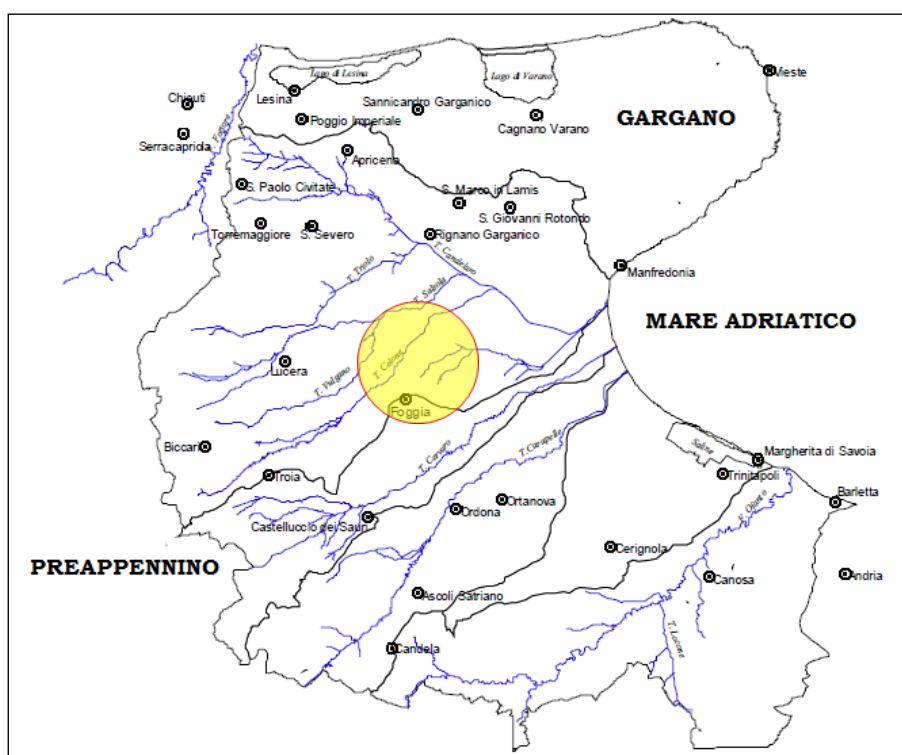 Lago di Lesina
Lago di Varano
Vieste
Chieuti
Lesina
Sannicandro Garganico
Poggio Imperiale
Cagnano Varano
GARGANO
F. Fortore
Serracapriola
Apricena
S. Paolo Civitate
S. Marco in Lamis
S. Giovanni Rotondo
Torremaggiore
S. Severo
Rignano Garganico
T. Candelaro
T. Triolo
Manfredonia
T. Salsola
MARE ADRIATICO
Lucera
T. Vulgano
T. Celone
Foggia
Biccari
T. Cervaro
T. Carapelle
Saline
Margherita di Savoia
Troia
Trinitapoli
Barletta
Ortanova
Ordona
F. Ofanto
Castelluccio dei Sauri
PREAPPENNINO
Cerignola
Canosa
Andria
Ascoli Satriano
T. Locone
Candela